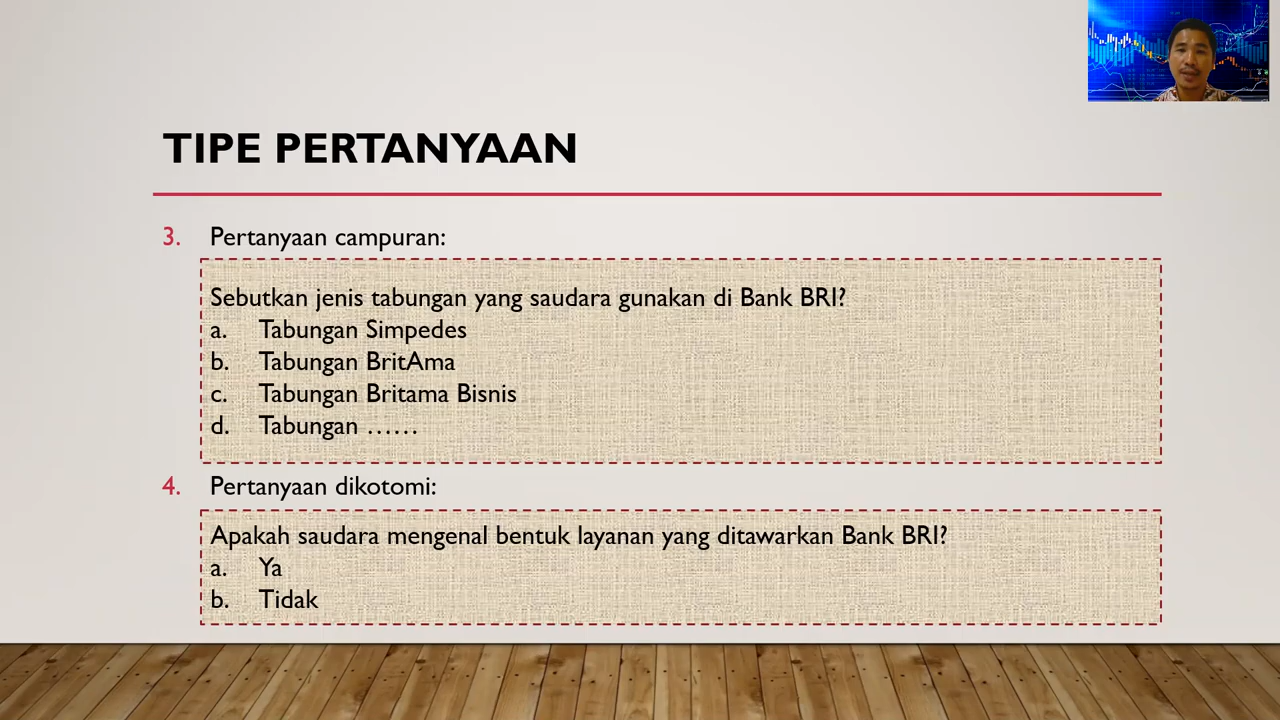 TIPE PERTANYAAN
3. Pertanyaan campuran:
Sebutkan jenis tabungan yang saudara gunakan di Bank BRI?
a. Tabungan Simpedes
b. Tabungan BritAma
c. Tabungan Britama Bisnis
d. Tabungan ……
4. Pertanyaan dikotomi:
Apakah saudara mengenal bentuk layanan yang ditawarkan Bank BRI?
a. Ya
b. Tidak